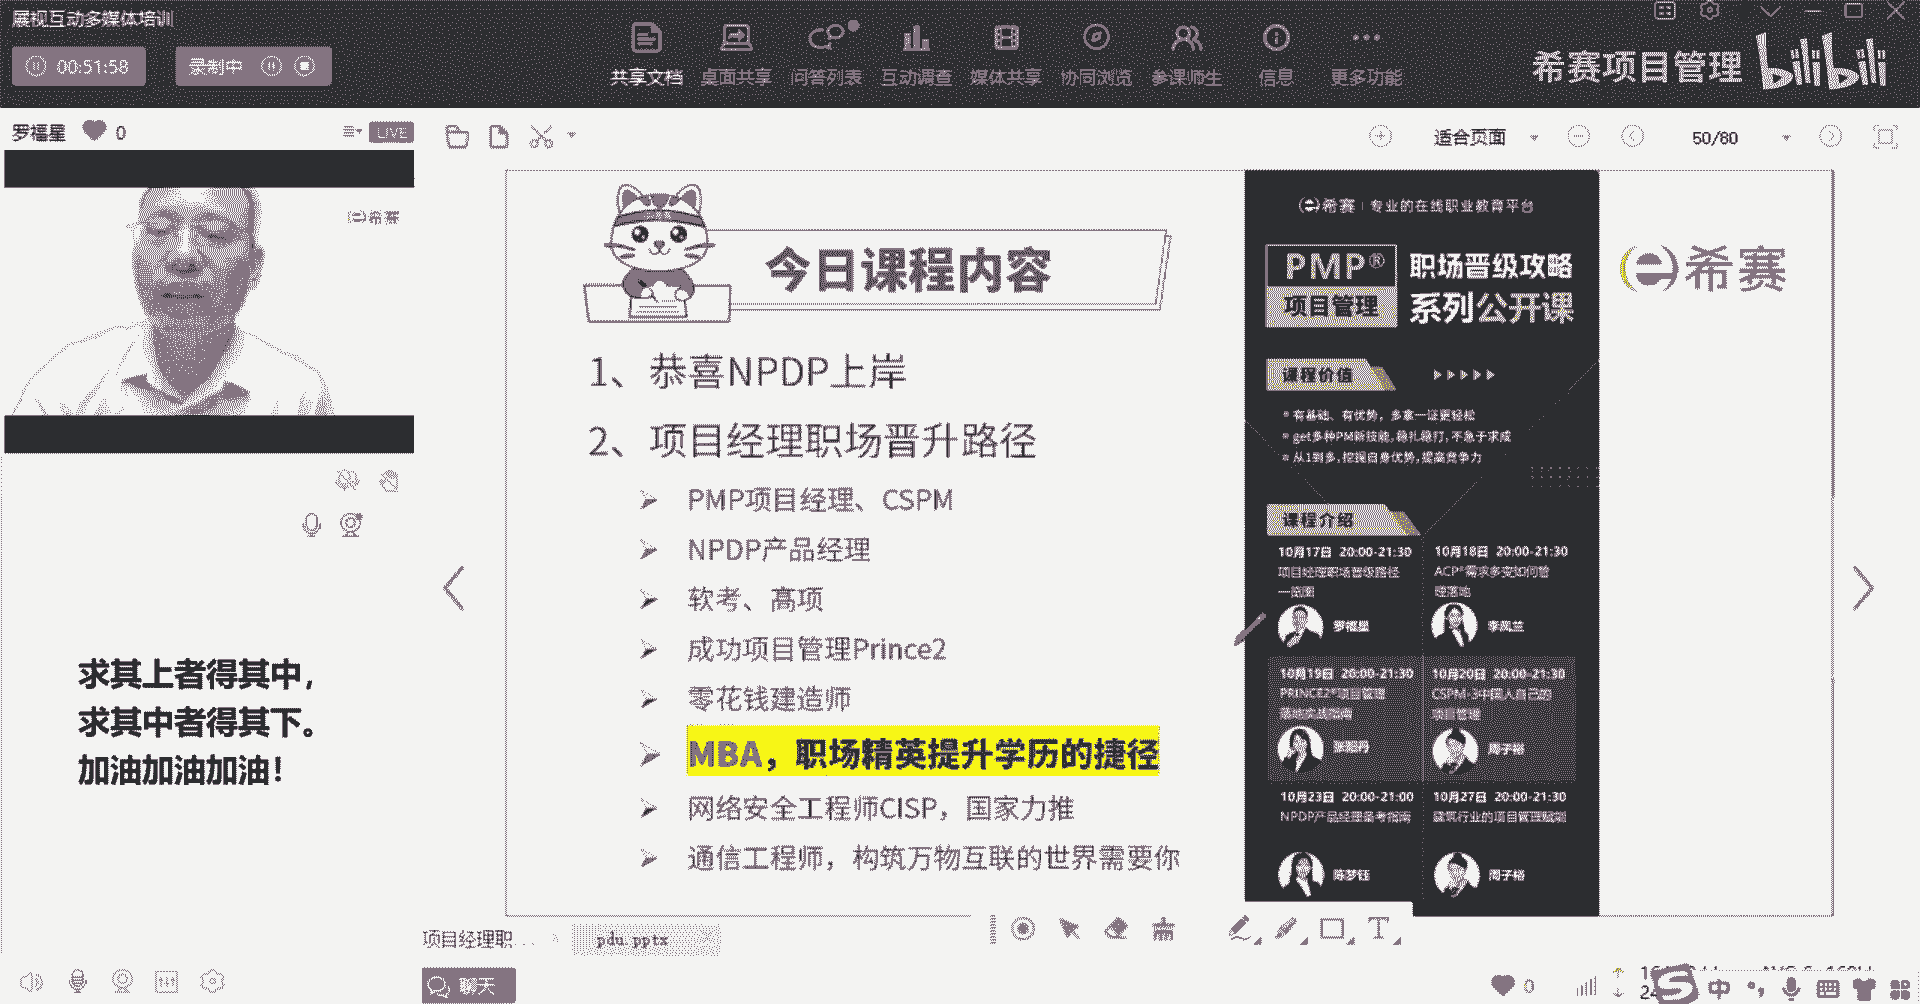 展视互动多媒体培训
00:51:58
录制中
共享文档
桌面共享
问答列表
互动调查
媒体共享
协同浏览
参课师生
信息
更多功能
希赛项目管理
bilibili
罗福星
0
LIVE
适合页面
50/80
希赛
求其上者得其中，
求其中者得其下。
加油加油加油！
今日课程内容
1、恭喜NPDP上岸
2、项目经理职场晋升路径
PMP项目经理、CSPM
NPDP产品经理
软考、高项
成功项目管理Prince2
零花钱建造师
MBA，职场精英提升学历的捷径
网络安全工程师CISP，国家力推
通信工程师，构筑万物互联的世界需要你
希赛 | 专业的在线职业教育平台
PMP® 职场晋级攻略
项目管理 系列公开课
课程价值
有基础、有优势，多拿一证更轻松
get多种PM新技能，稳扎稳打，不急于求成
从1到多，挖掘自身优势，提高竞争力
课程介绍
10月17日 20:00-21:30
项目经理职场晋级路径
一览图
罗福星
10月18日 20:00-21:30
ACP®需求多变如何管
理落地
李凤兰
10月19日 20:00-21:30
PRINCE2®项目管理
落地实战指南
10月20日 20:00-21:30
CSPM-3中国人自己的
项目管理
周子榕
10月23日 20:00-21:00
NPDP产品经理备考指南
陈梦钰
10月27日 20:00-21:30
建筑行业的项目管理赋能
周子榕
希赛
项目经理职...
pdu.pptx
聊天
0
中